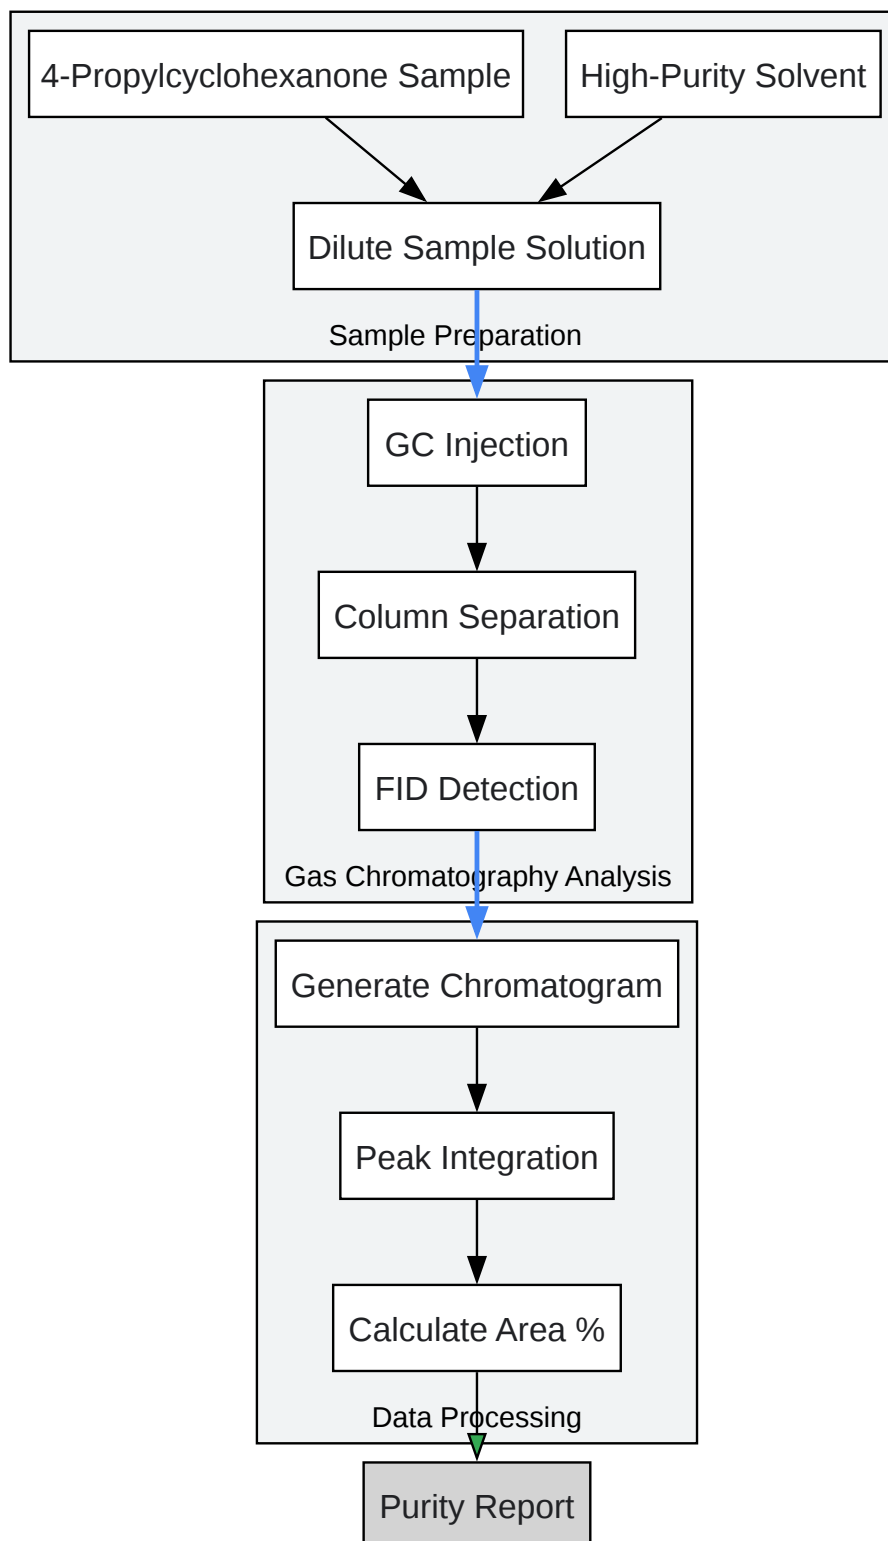 4-Propylcyclohexanone Sample
High-Purity Solvent
Dilute Sample Solution
Sample Preparation
GC Injection
Column Separation
FID Detection
Gas Chromatography Analysis
Generate Chromatogram
Peak Integration
Calculate Area %
Data Processing
Purity Report